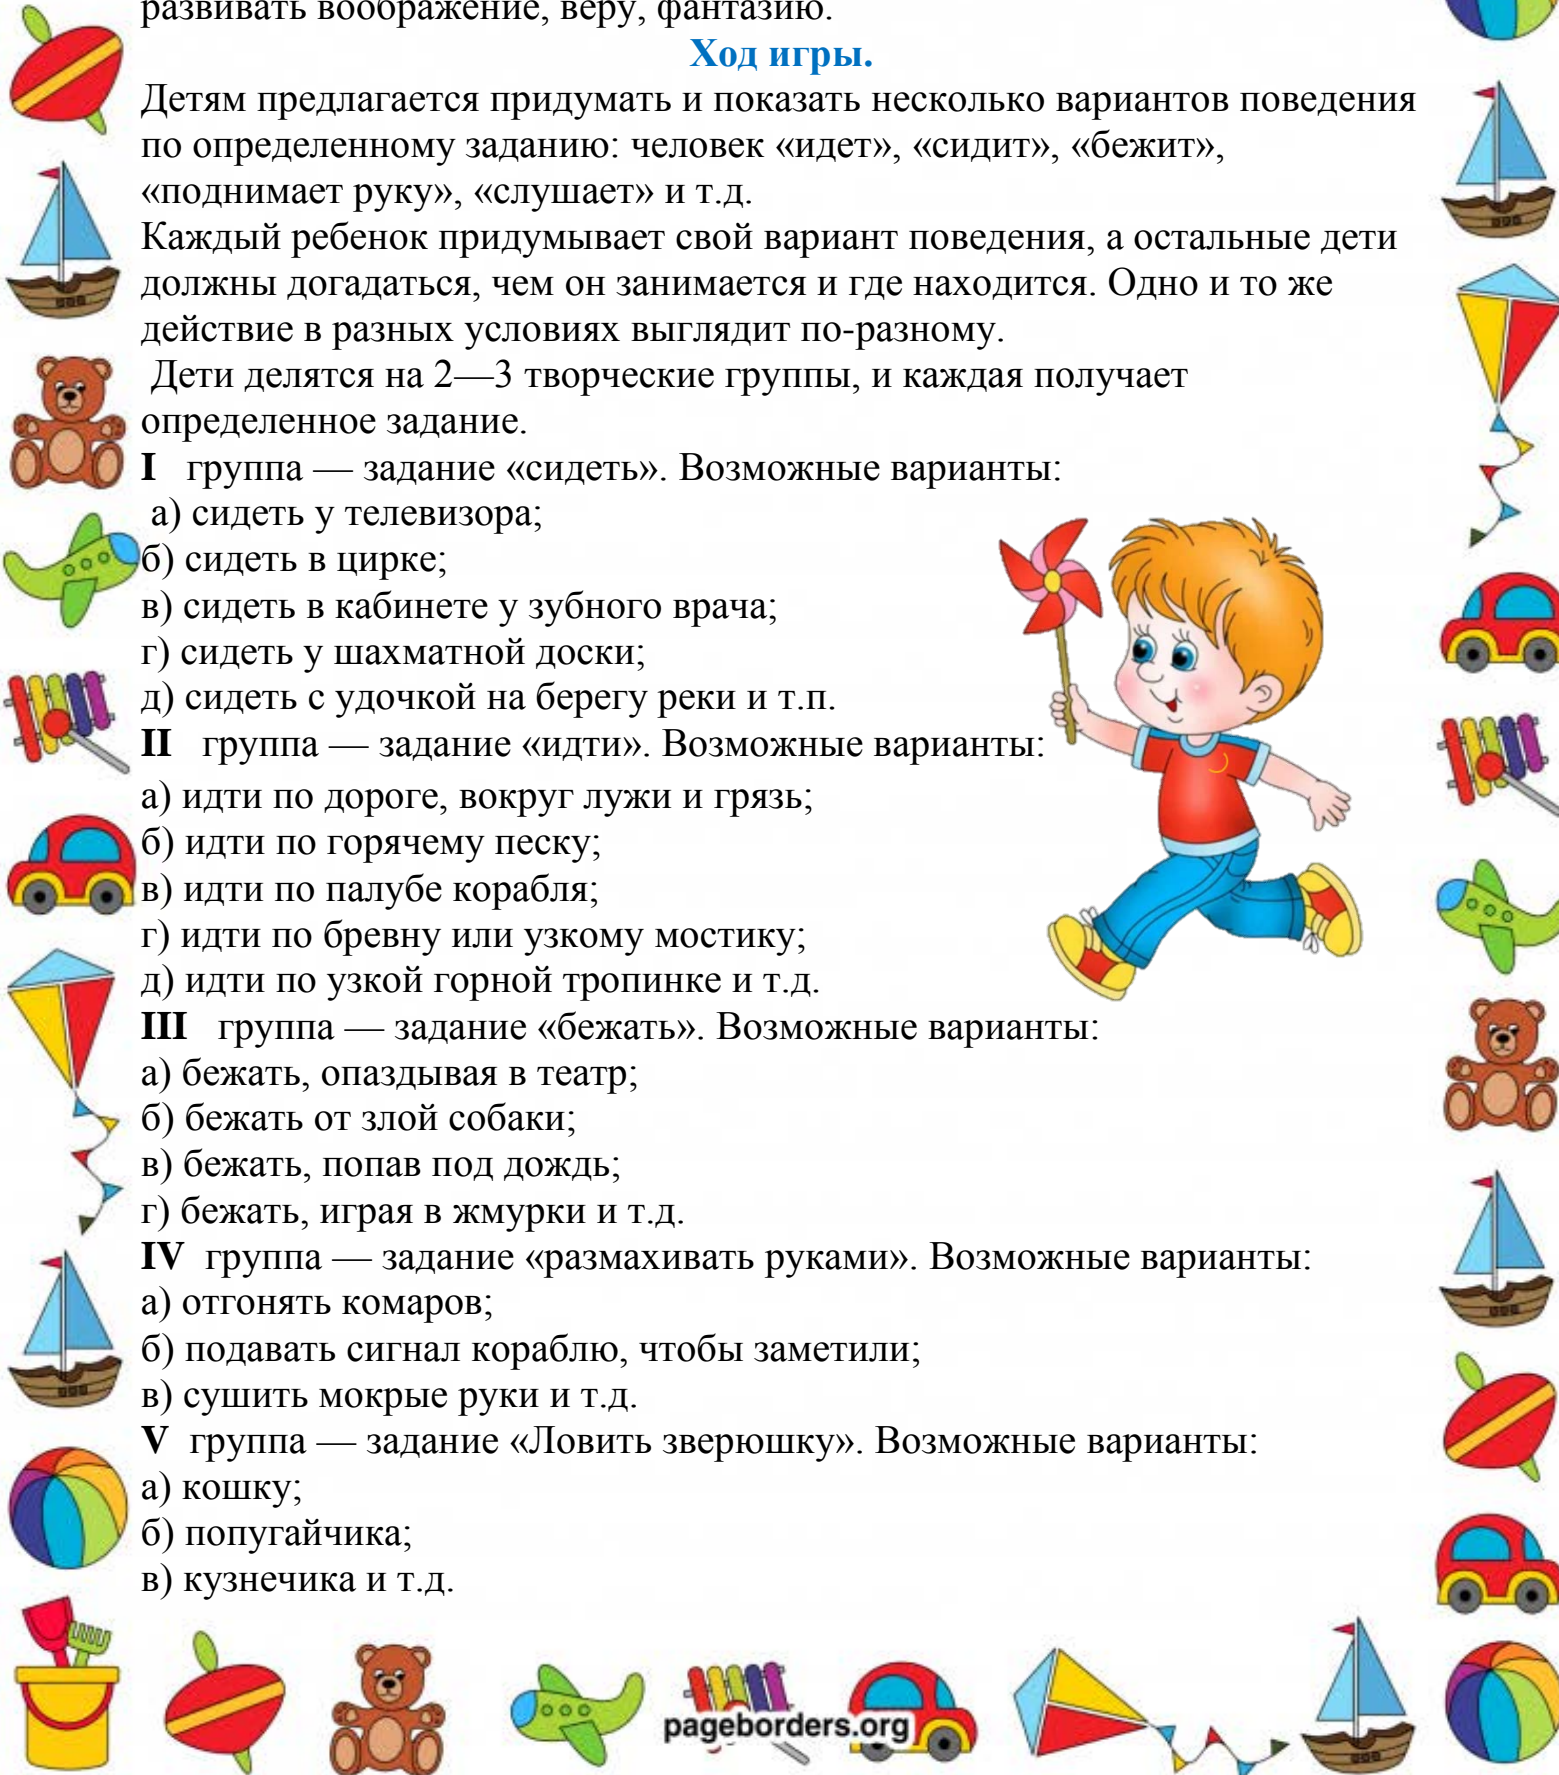 развивать воображение, веру, фантазию.
Ход игры.
Детям предлагается придумать и показать несколько вариантов поведения
по определенному заданию: человек «идет», «сидит», «бежит»,
«поднимает руку», «слушает» и т.д.
Каждый ребенок придумывает свой вариант поведения, а остальные дети
должны догадаться, чем он занимается и где находится. Одно и то же
действие в разных условиях выглядит по-разному.
Дети делятся на 2—3 творческие группы, и каждая получает
определенное задание.
I группа — задание «сидеть». Возможные варианты:
а) сидеть у телевизора;
б) сидеть в цирке;
в) сидеть в кабинете у зубного врача;
г) сидеть у шахматной доски;
д) сидеть с удочкой на берегу реки и т.п.
II группа — задание «идти». Возможные варианты:
а) идти по дороге, вокруг лужи и грязь;
б) идти по горячему песку;
в) идти по палубе корабля;
г) идти по бревну или узкому мостику;
д) идти по узкой горной тропинке и т.д.
III группа — задание «бежать». Возможные варианты:
а) бежать, опаздывая в театр;
б) бежать от злой собаки;
в) бежать, попав под дождь;
г) бежать, играя в жмурки и т.д.
IV группа — задание «размахивать руками». Возможные варианты:
а) отгонять комаров;
б) подавать сигнал кораблю, чтобы заметили;
в) сушить мокрые руки и т.д.
V группа — задание «Ловить зверюшку». Возможные варианты:
а) кошку;
б) попугайчика;
в) кузнечика и т.д.
pageborders.org